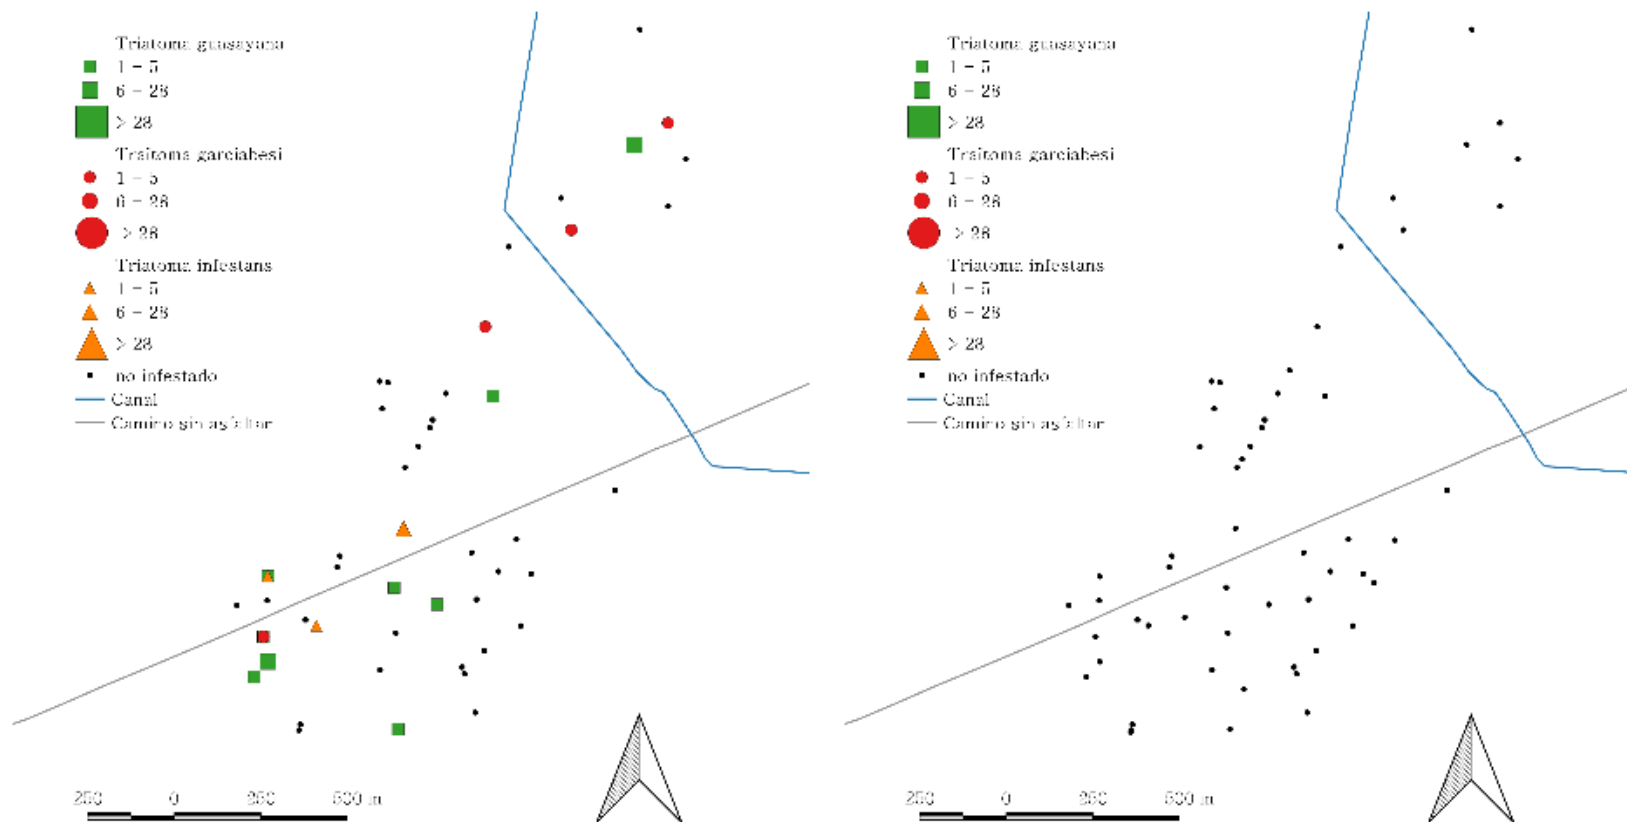 Triatoma guasayana
1 – 5
6 – 28
> 28
Traitoma garciabesi
1 – 5
6 – 28
> 28
Triatoma infestans
1 – 5
6 – 28
> 28
no infestado
Canal
Camino sin asfaltar
250 0 250 500 m
Triatoma guasayana
1 – 5
6 – 28
> 28
Traitoma garciabesi
1 – 5
6 – 28
> 28
Triatoma infestans
1 – 5
6 – 28
> 28
no infestado
Canal
Camino sin asfaltar
250 0 250 500 m